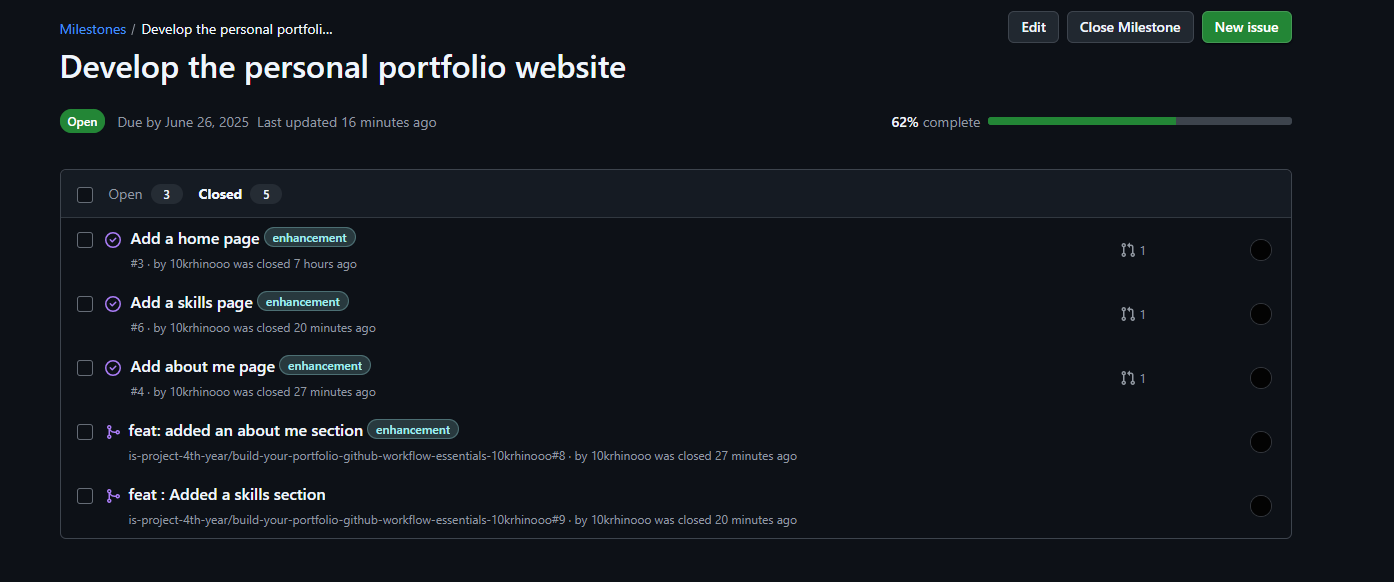 Milestones / Develop the personal portfoli...
Edit
Close Milestone
New issue
Develop the personal portfolio website
Open Due by June 26, 2025 Last updated 16 minutes ago
62% complete
Open 3 Closed 5
Add a home page enhancement
#3 · by 10krhinooo was closed 7 hours ago
1
Add a skills page enhancement
#6 · by 10krhinooo was closed 20 minutes ago
1
Add about me page enhancement
#4 · by 10krhinooo was closed 27 minutes ago
1
feat: added an about me section enhancement
is-project-4th-year/build-your-portfolio-github-workflow-essentials-10krhinooo#8 · by 10krhinooo was closed 27 minutes ago
feat : Added a skills section
is-project-4th-year/build-your-portfolio-github-workflow-essentials-10krhinooo#9 · by 10krhinooo was closed 20 minutes ago